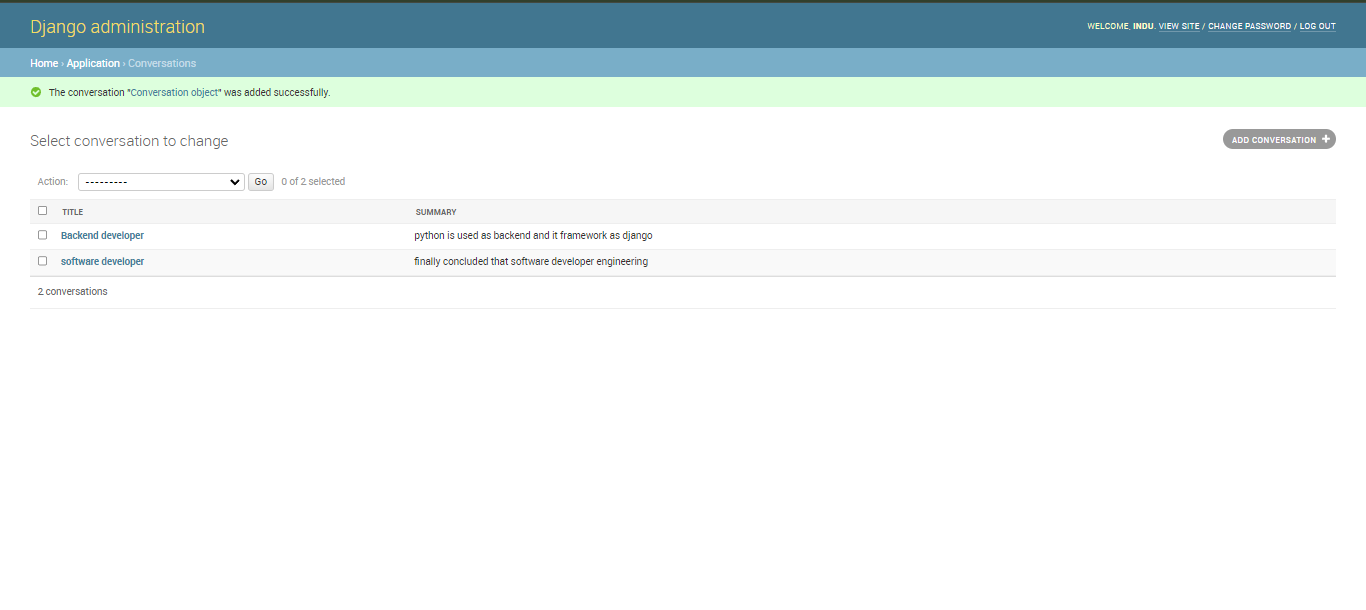 Django administration
WELCOME, INDU. VIEW SITE / CHANGE PASSWORD / LOG OUT
Home › Application › Conversations
The conversation "Conversation object" was added successfully.
Select conversation to change
ADD CONVERSATION +
Action: --------- Go 0 of 2 selected
TITLE SUMMARY
Backend developer python is used as backend and it framework as django
software developer finally concluded that software developer engineering
2 conversations